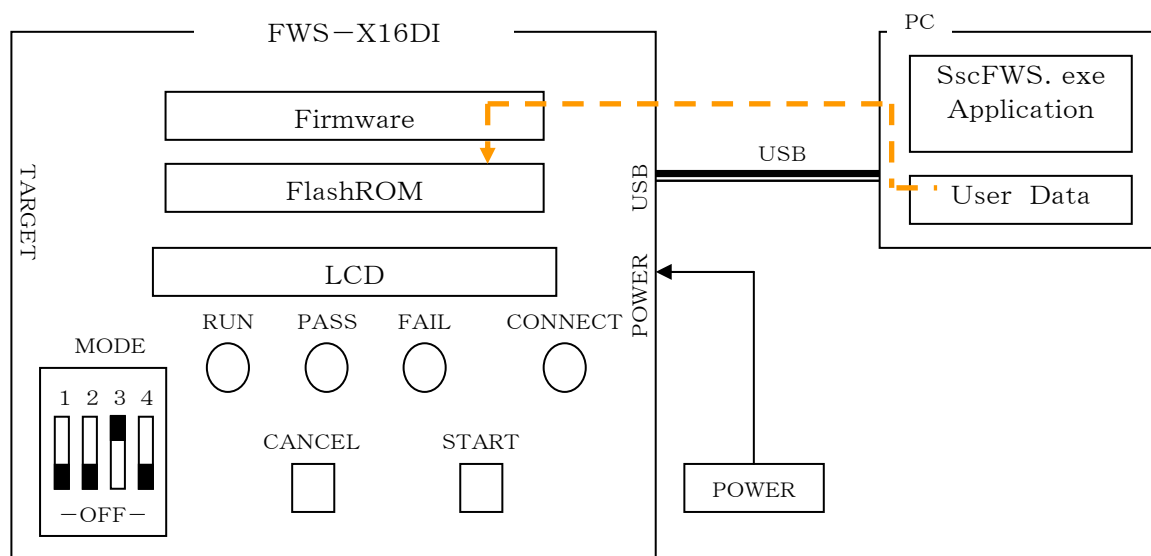 FWS－X16DI
PC
Firmware
SscFWS. exe
Application
FlashROM
USB
User Data
TARGET
USB
LCD
POWER
RUN PASS FAIL CONNECT
MODE
1 2 3 4
CANCEL START
－OFF－
POWER